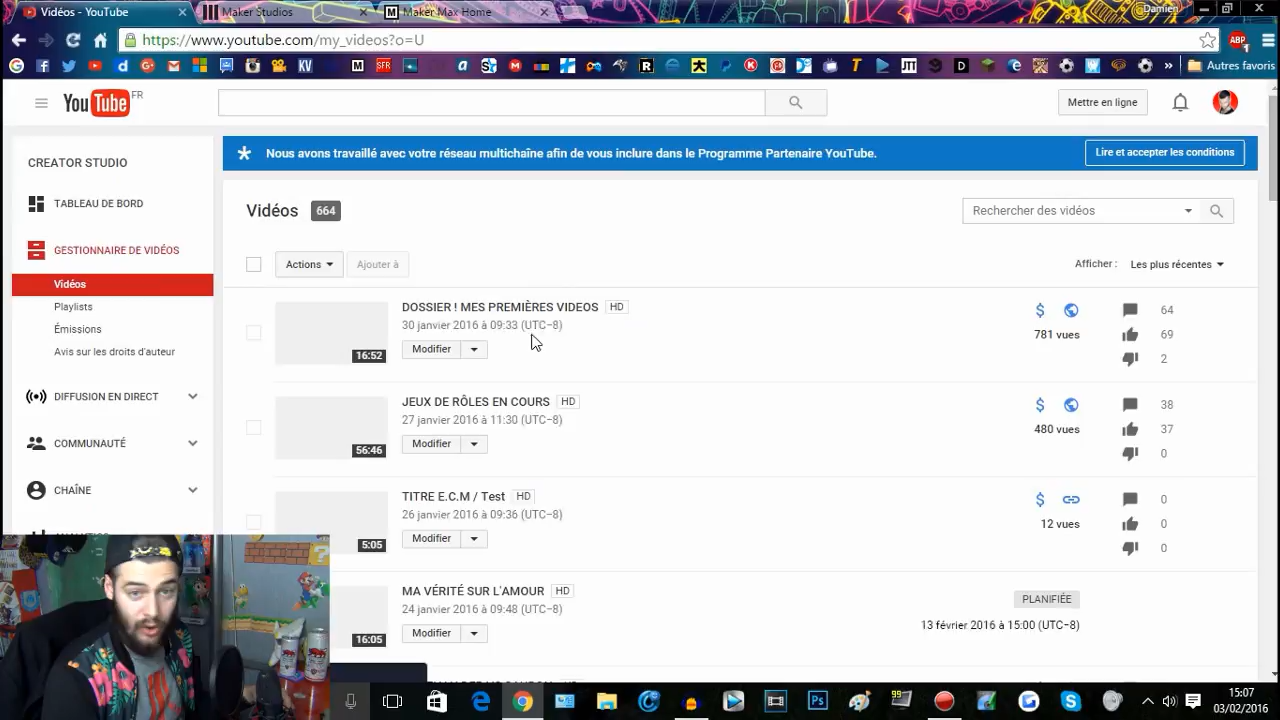 Vidéos - YouTube
Maker Studios
Maker Max Home
Damien
https://www.youtube.com/my_videos?o=U
ABP
Autres favoris
YouTube FR
Mettre en ligne
CREATOR STUDIO
Nous avons travaillé avec votre réseau multichaîne afin de vous inclure dans le Programme Partenaire YouTube.
Lire et accepter les conditions
TABLEAU DE BORD
GESTIONNAIRE DE VIDÉOS
Vidéos
Playlists
Émissions
Avis sur les droits d'auteur
DIFFUSION EN DIRECT
COMMUNAUTÉ
CHAÎNE
Vidéos 664
Rechercher des vidéos
Actions
Ajouter à
Afficher : Les plus récentes
DOSSIER ! MES PREMIÈRES VIDEOS HD
30 janvier 2016 à 09:33 (UTC−8)
Modifier
16:52
781 vues
64
69
2
JEUX DE RÔLES EN COURS HD
27 janvier 2016 à 11:30 (UTC−8)
Modifier
56:46
480 vues
38
37
0
TITRE E.C.M / Test HD
26 janvier 2016 à 09:36 (UTC−8)
Modifier
5:05
12 vues
0
0
0
MA VÉRITÉ SUR L'AMOUR HD
24 janvier 2016 à 09:48 (UTC−8)
Modifier
16:05
PLANIFIÉE
13 février 2016 à 15:00 (UTC−8)
15:07
03/02/2016